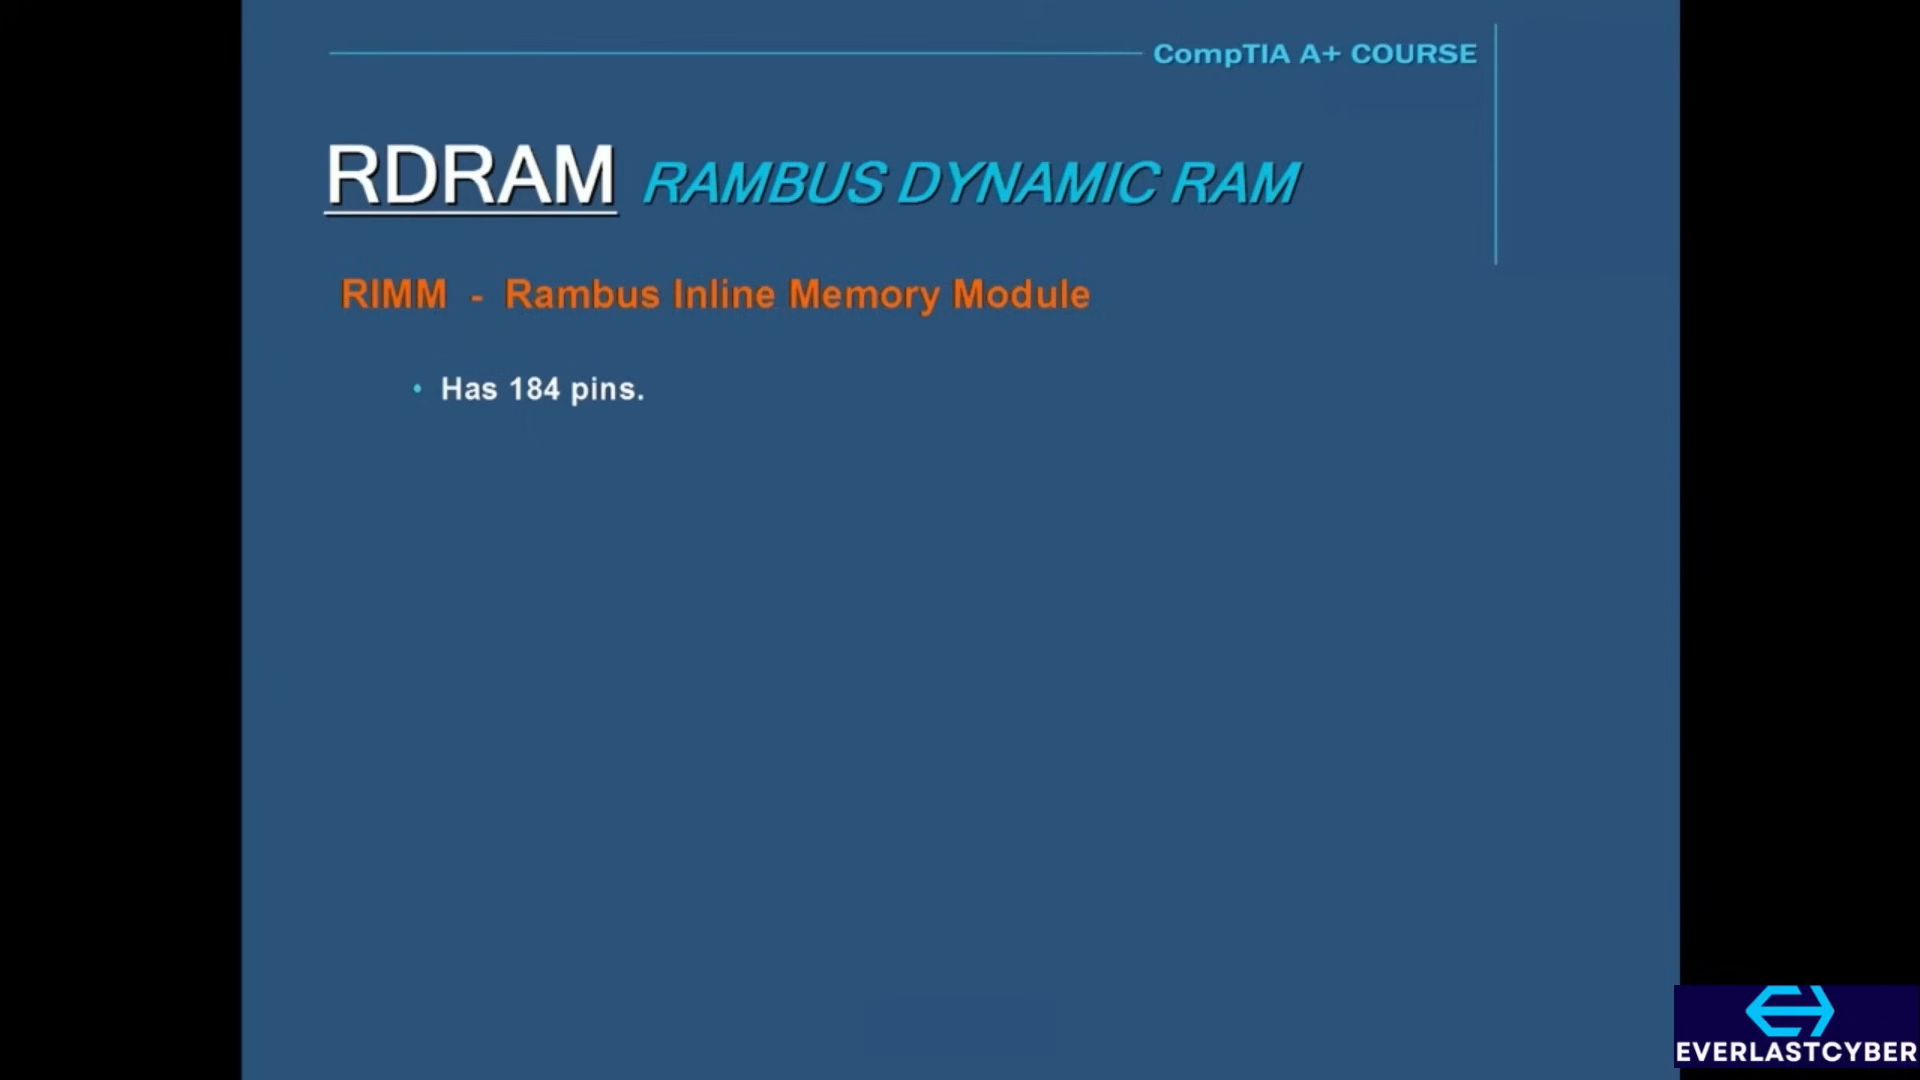 CompTIA A+ COURSE
RDRAM RAMBUS DYNAMIC RAM
RIMM - Rambus Inline Memory Module
• Has 184 pins.
EVERLASTCYBER